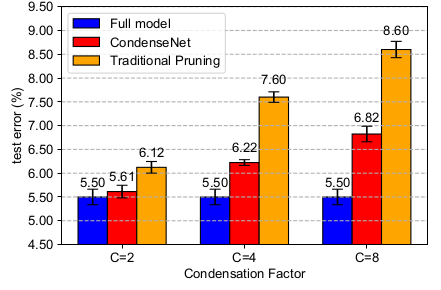 9.50
9.00
8.50
8.00
7.50
7.00
6.50
6.00
5.50
5.00
4.50
test error (%)
Full model
CondenseNet
Traditional Pruning
5.50 5.61 6.12
5.50 6.22 7.60
5.50 6.82 8.60
C=2 C=4 C=8
Condensation Factor